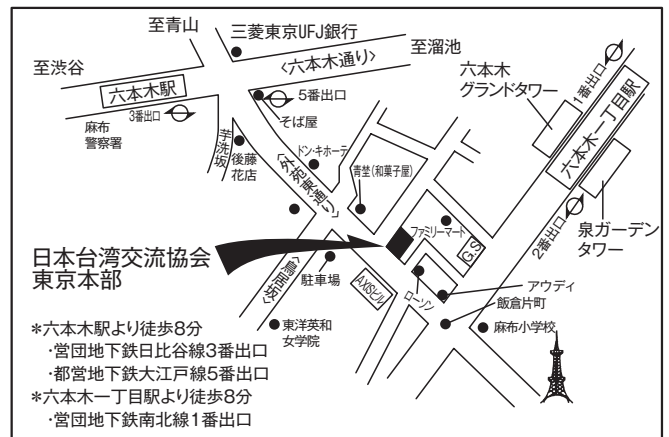 至青山
三菱東京UFJ銀行
〈六本木通り〉
至溜池
至渋谷
六本木駅
3番出口
麻布
警察署
5番出口
そば屋
芋洗坂
後藤
花店
ドン・キホーテ
〈外苑東通り〉
青埜(和菓子屋)
六本木
グランドタワー
1番出口
六本木一丁目駅
2番出口
泉ガーデン
タワー
ファミリーマート
G.S
日本台湾交流協会
東京本部
〈鳥居坂〉
駐車場
AXISビル
ローソン
アウディ
飯倉片町
麻布小学校
東洋英和
女学院
*六本木駅より徒歩8分
・営団地下鉄日比谷線3番出口
・都営地下鉄大江戸線5番出口
*六本木一丁目駅より徒歩8分
・営団地下鉄南北線1番出口